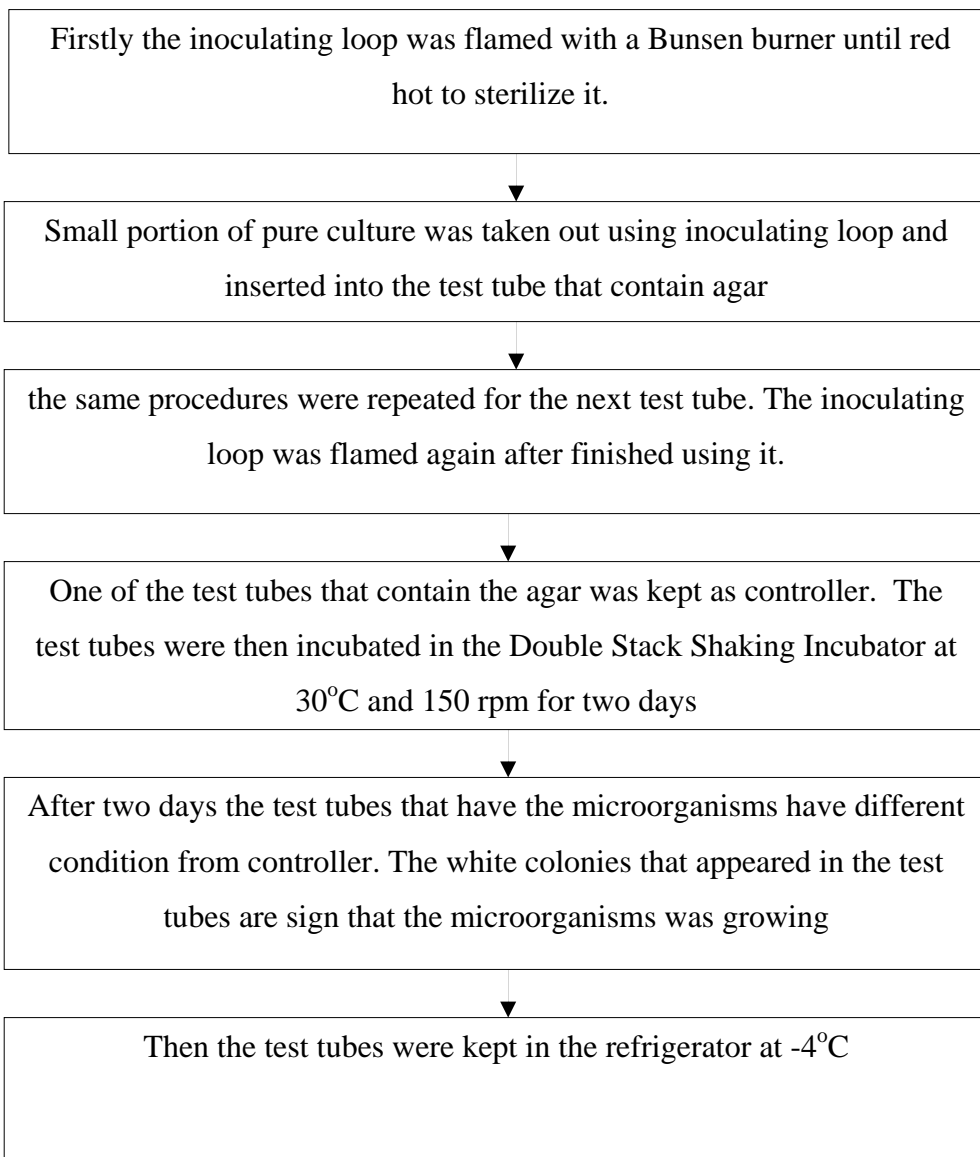 Firstly the inoculating loop was flamed with a Bunsen burner until red
hot to sterilize it.
Small portion of pure culture was taken out using inoculating loop and
inserted into the test tube that contain agar
the same procedures were repeated for the next test tube. The inoculating
loop was flamed again after finished using it.
One of the test tubes that contain the agar was kept as controller.  The
test tubes were then incubated in the Double Stack Shaking Incubator at
30°C and 150 rpm for two days
After two days the test tubes that have the microorganisms have different
condition from controller. The white colonies that appeared in the test
tubes are sign that the microorganisms was growing
Then the test tubes were kept in the refrigerator at -4°C